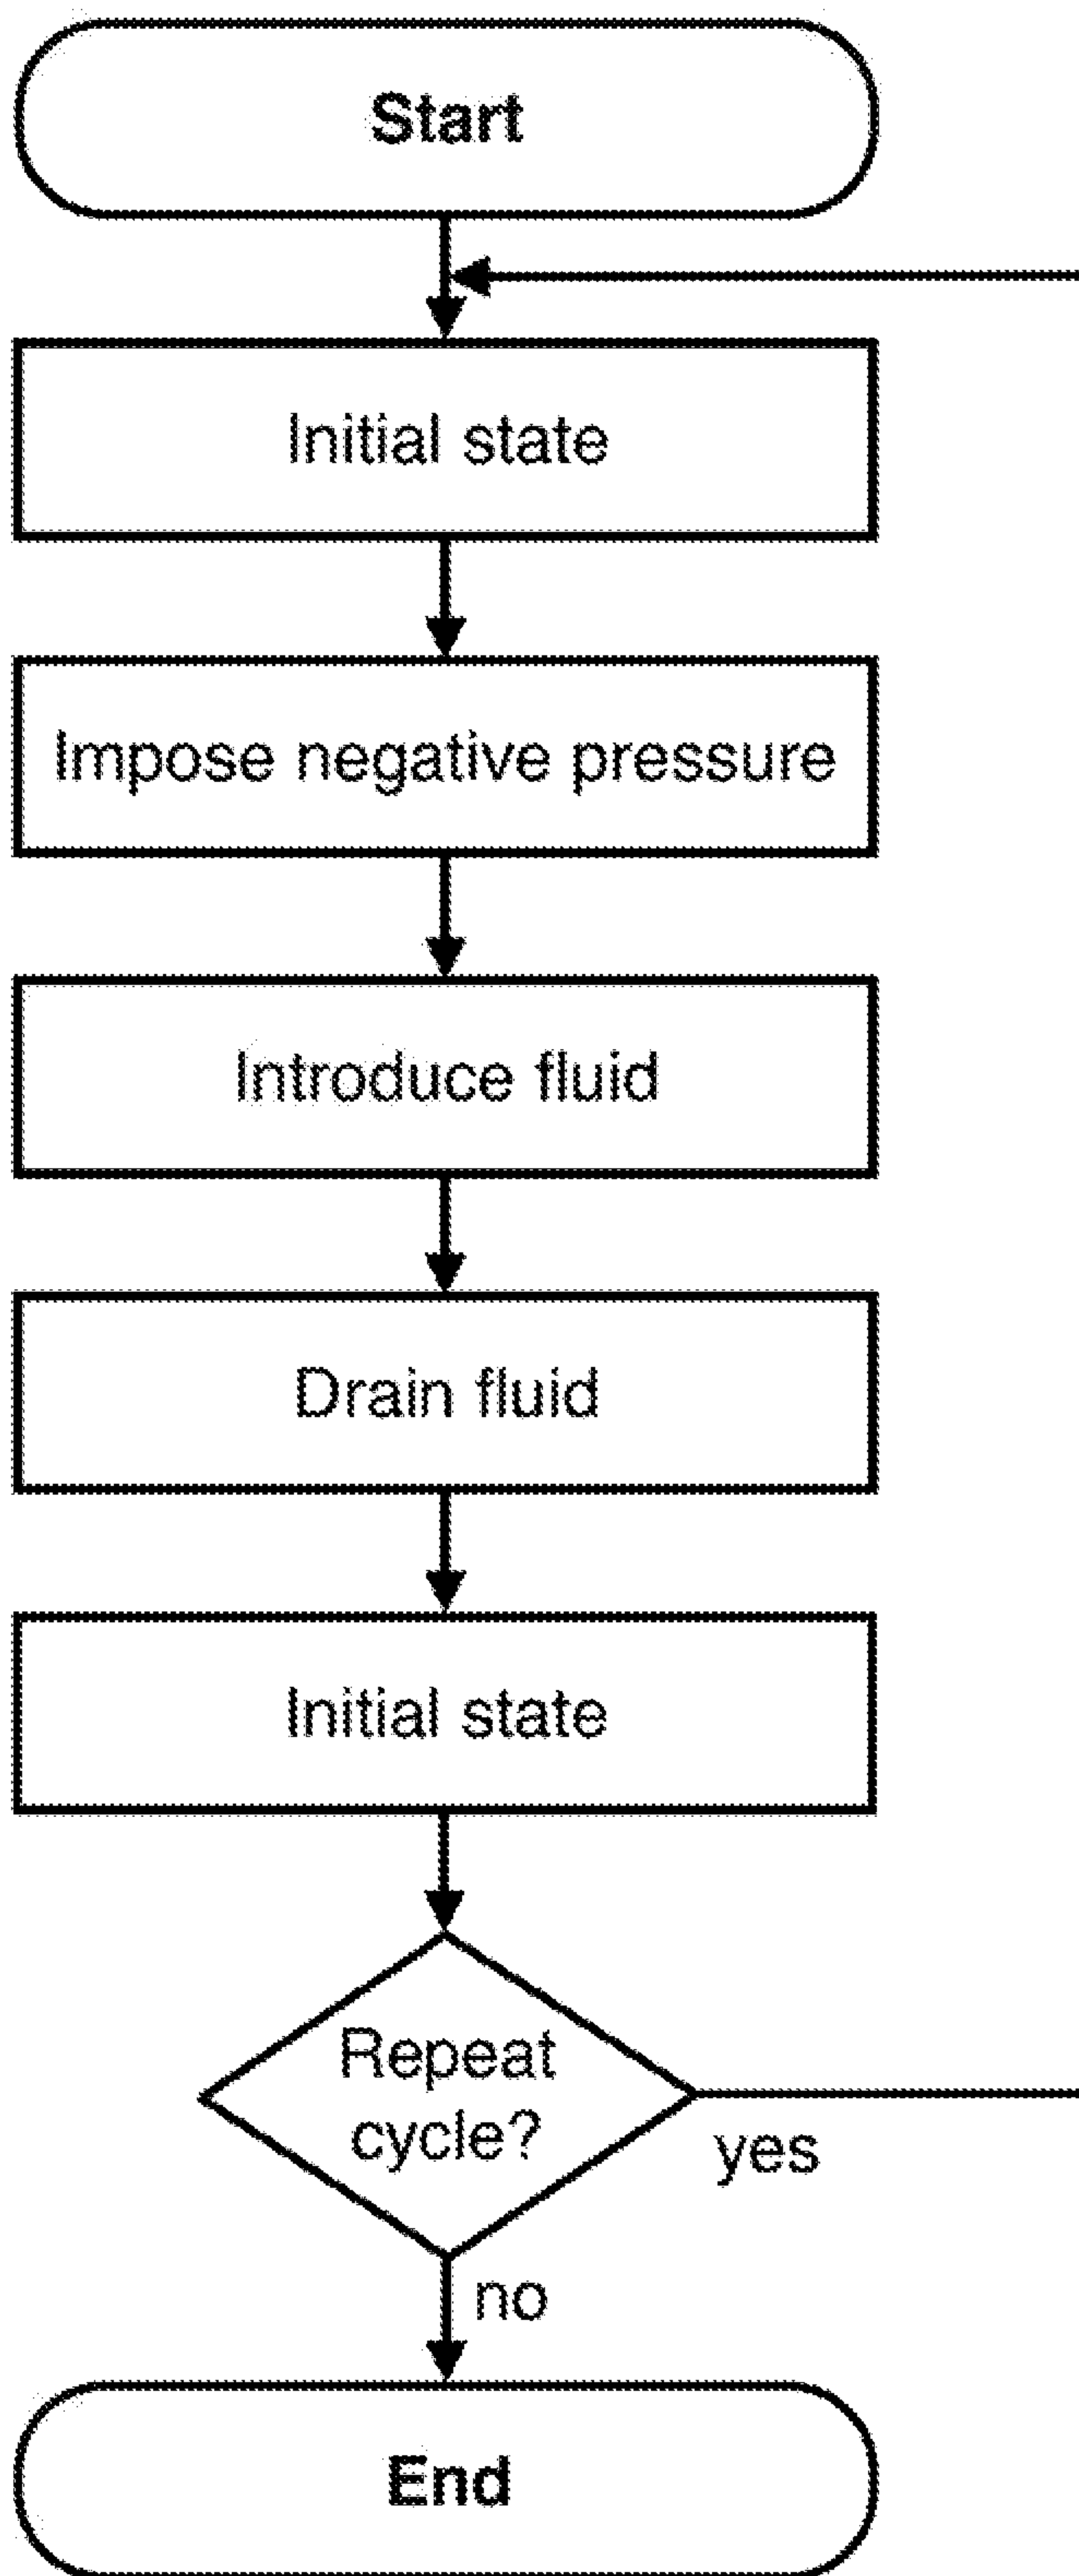 Start
Initial state
Impose negative pressure
Introduce fluid
Drain fluid
Initial state
Repeat
cycle?
yes
no
End